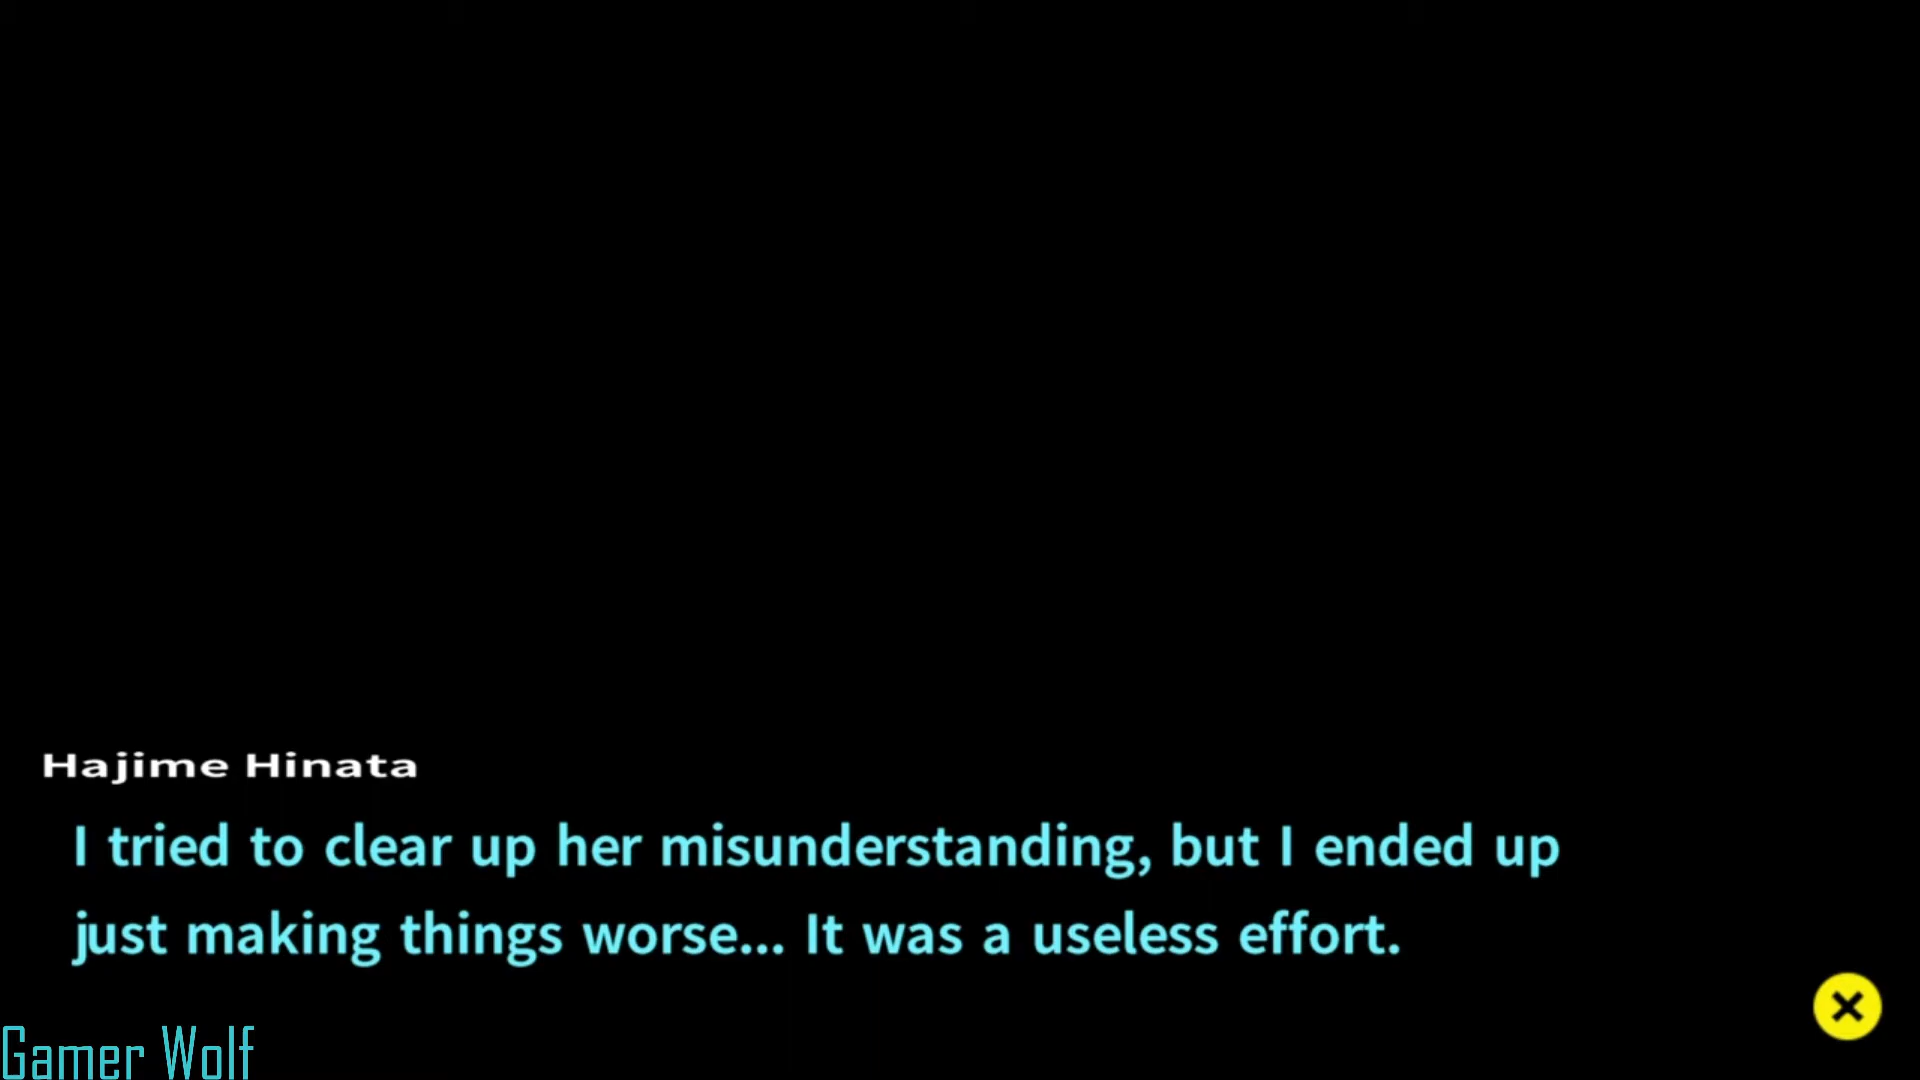 Hajime Hinata
I tried to clear up her misunderstanding, but I ended up
just making things worse... It was a useless effort.
Gamer Wolf